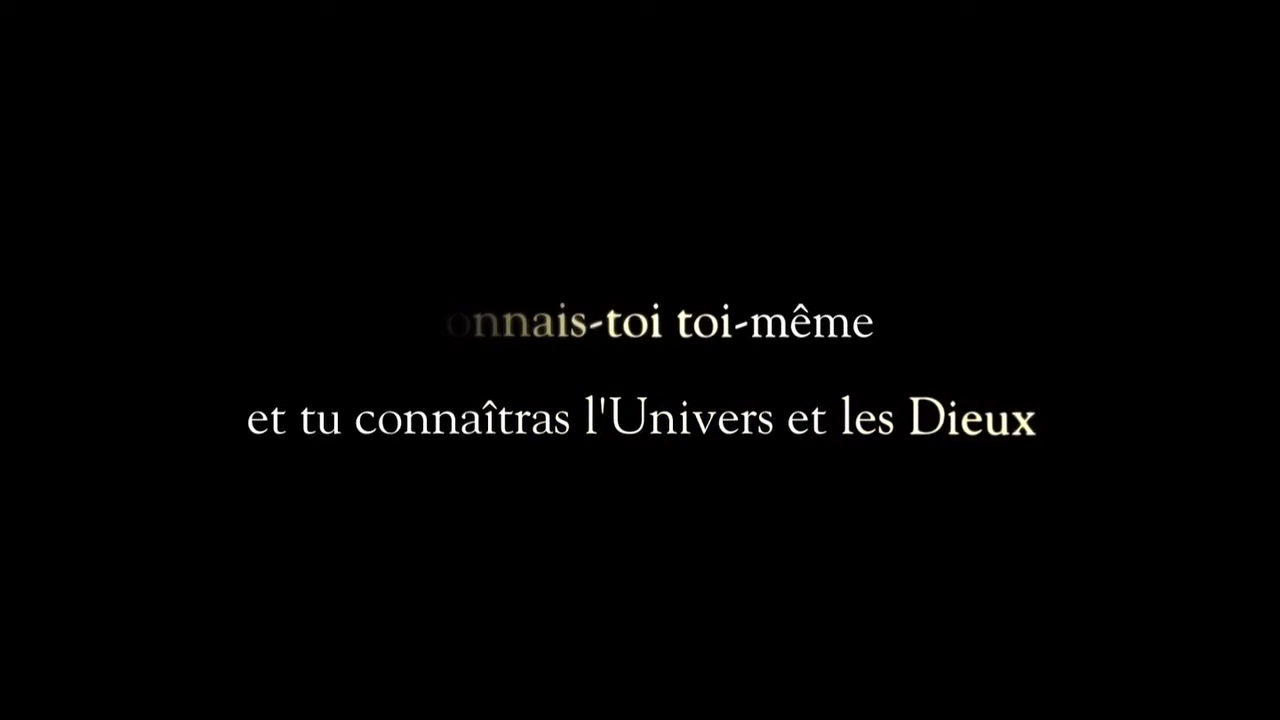 onnais-toi toi-même
et tu connaîtras l'Univers et les Dieux